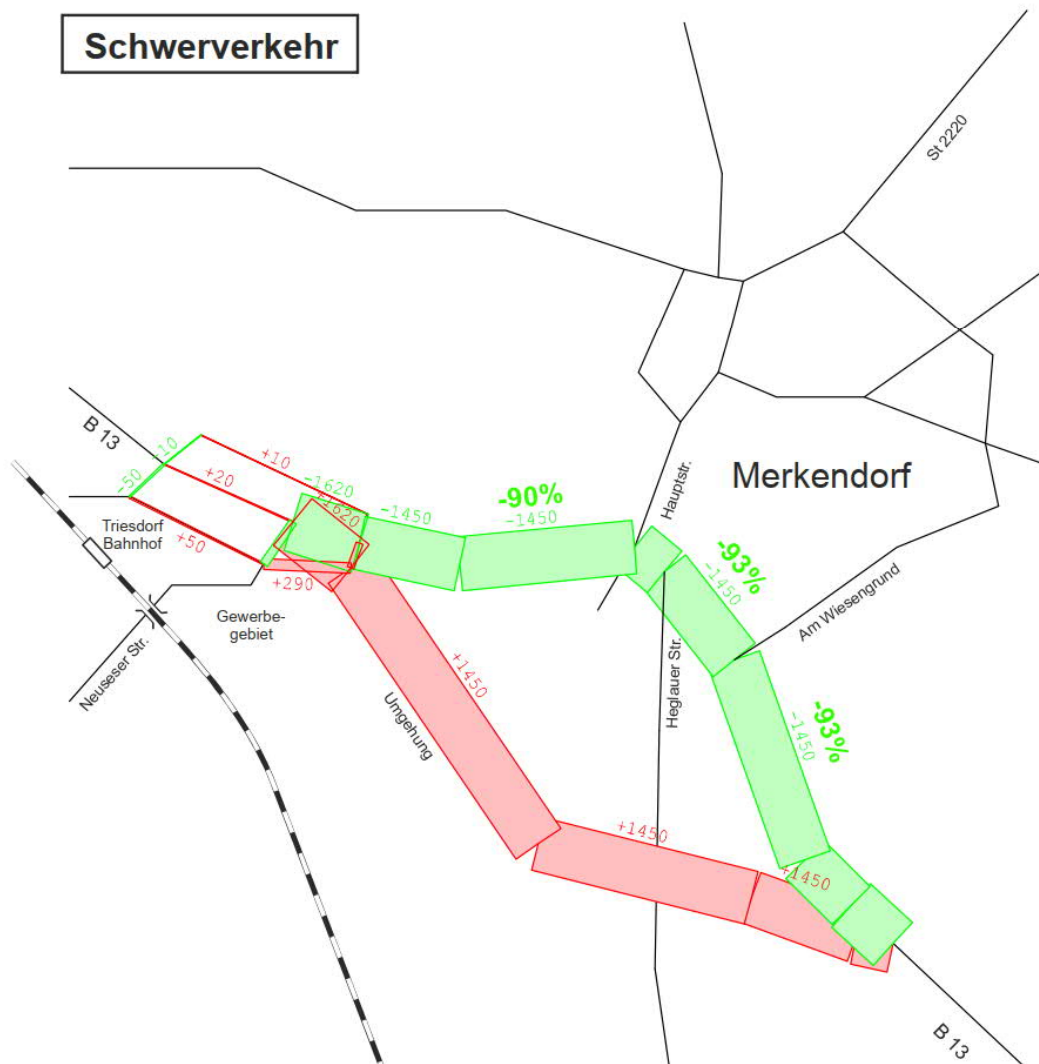 Schwerverkehr
St 2220
B 13
-10
+10
-50
+20
-1620
+1620
-1450
-90%
-1450
Hauptstr.
Merkendorf
Triesdorf
Bahnhof
+50
+290
Gewerbe-
gebiet
-93%
-1450
Am Wiesengrund
Neuseser Str.
Umgehung
+1450
Heglauer Str.
-93%
-1450
+1450
+1450
B 13